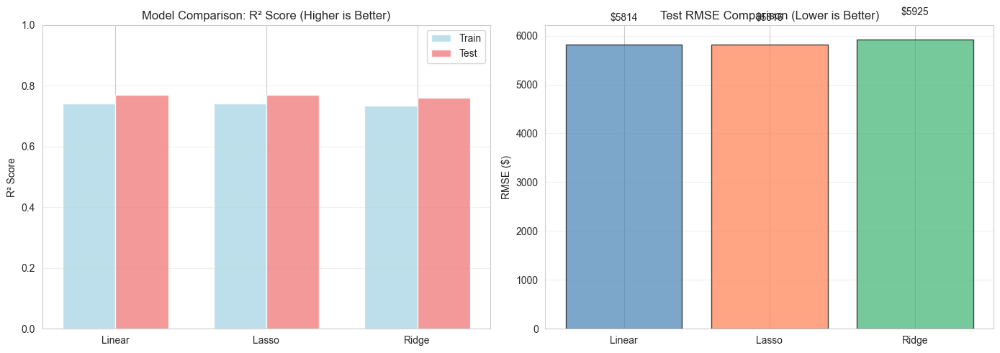 Model Comparison: R² Score (Higher is Better)
R² Score
1.0
0.8
0.6
0.4
0.2
0.0
Train
Test
Linear
Lasso
Ridge
Test RMSE Comparison (Lower is Better)
$5814
$5925
RMSE ($)
6000
5000
4000
3000
2000
1000
0
Linear
Lasso
Ridge